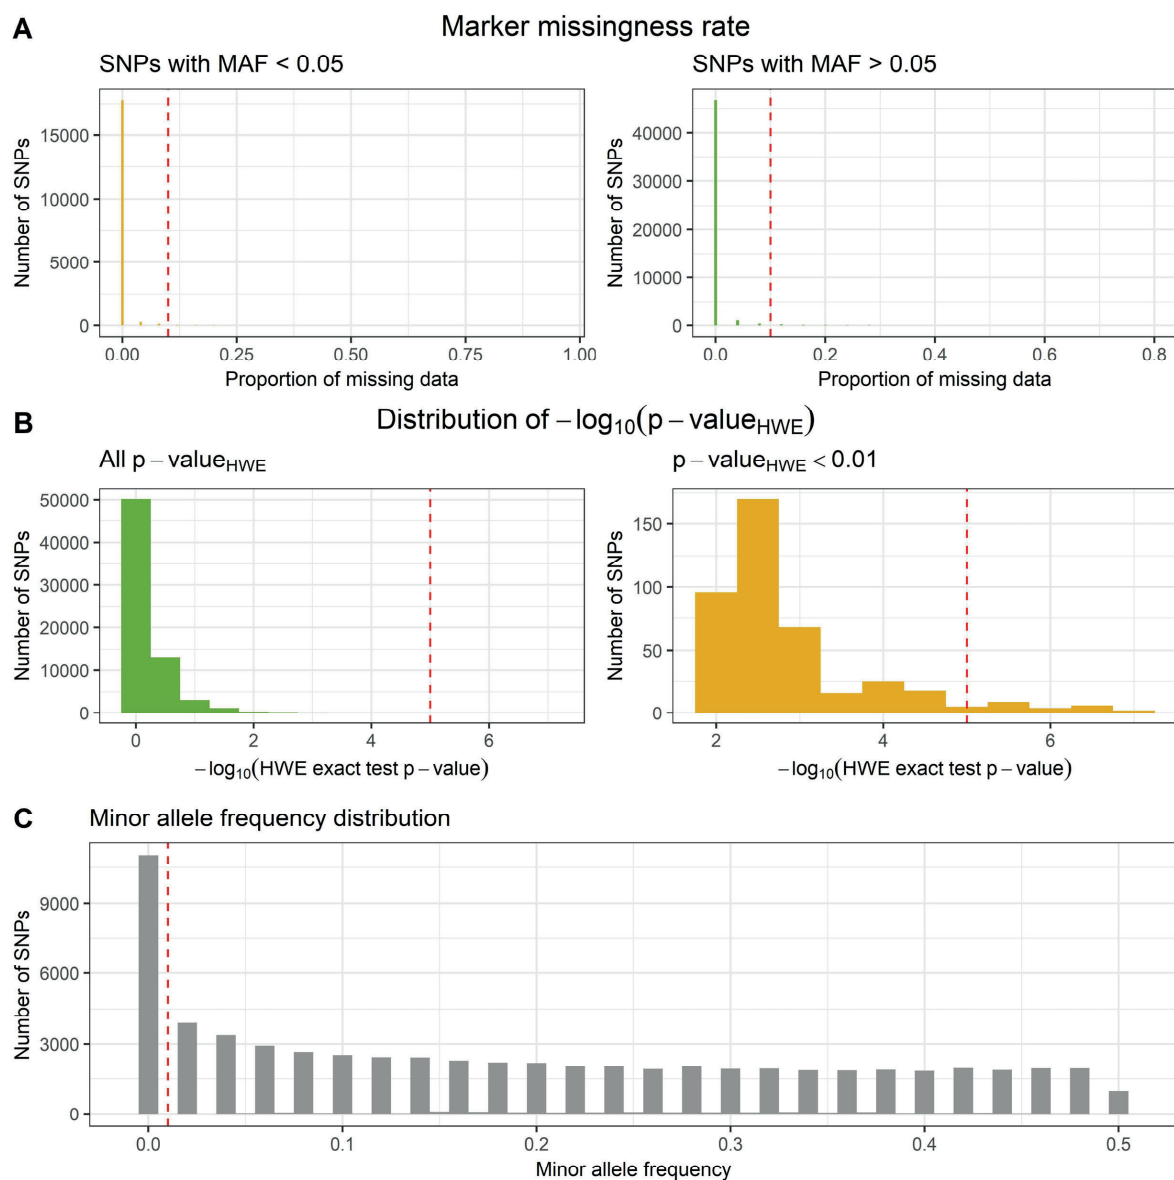 A
Marker missingness rate
SNPs with MAF < 0.05
SNPs with MAF > 0.05
Number of SNPs
15000
10000
5000
0
0.00 0.25 0.50 0.75 1.00
Proportion of missing data
Number of SNPs
40000
30000
20000
10000
0
0.0 0.2 0.4 0.6 0.8
Proportion of missing data
B
Distribution of −log₁₀(p − value_HWE)
All p − value_HWE
p − value_HWE < 0.01
Number of SNPs
50000
40000
30000
20000
10000
0
0 2 4 6
−log₁₀(HWE exact test p − value)
Number of SNPs
150
100
50
0
2 4 6
−log₁₀(HWE exact test p − value)
C
Minor allele frequency distribution
Number of SNPs
9000
6000
3000
0
0.0 0.1 0.2 0.3 0.4 0.5
Minor allele frequency